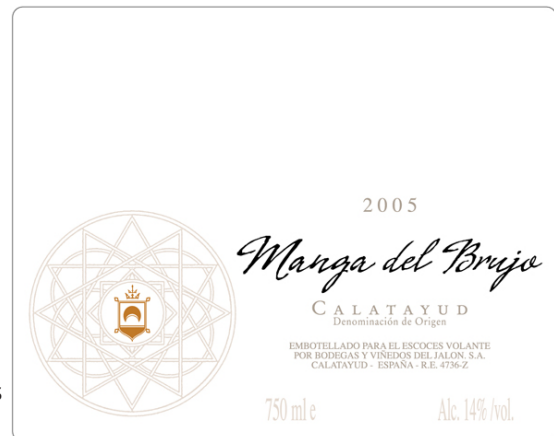 2005
Manga del Brujo
CALATAYUD
Denominación de Origen
EMBOTELLADO PARA EL ESCOCES VOLANTE
POR BODEGAS Y VIÑEDOS DEL JALON. S.A.
CALATAYUD - ESPAÑA - R.E. 4736-Z
750 ml e Alc. 14% /vol.